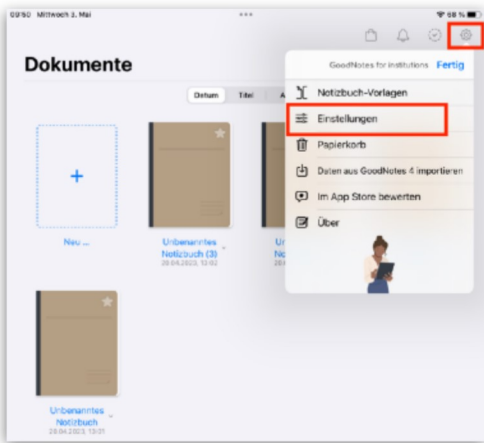 09:50 Mittwoch 3. Mai
68 %
Dokumente
GoodNotes for institutions Fertig
Datum Titel
Notizbuch-Vorlagen
Einstellungen
Papierkorb
Daten aus GoodNotes 4 importieren
Im App Store bewerten
Über
Neu ...
Unbenanntes
Notizbuch (3)
20.04.2023, 13:02
Unbenanntes
Notizbuch
20.04.2023, 13:01